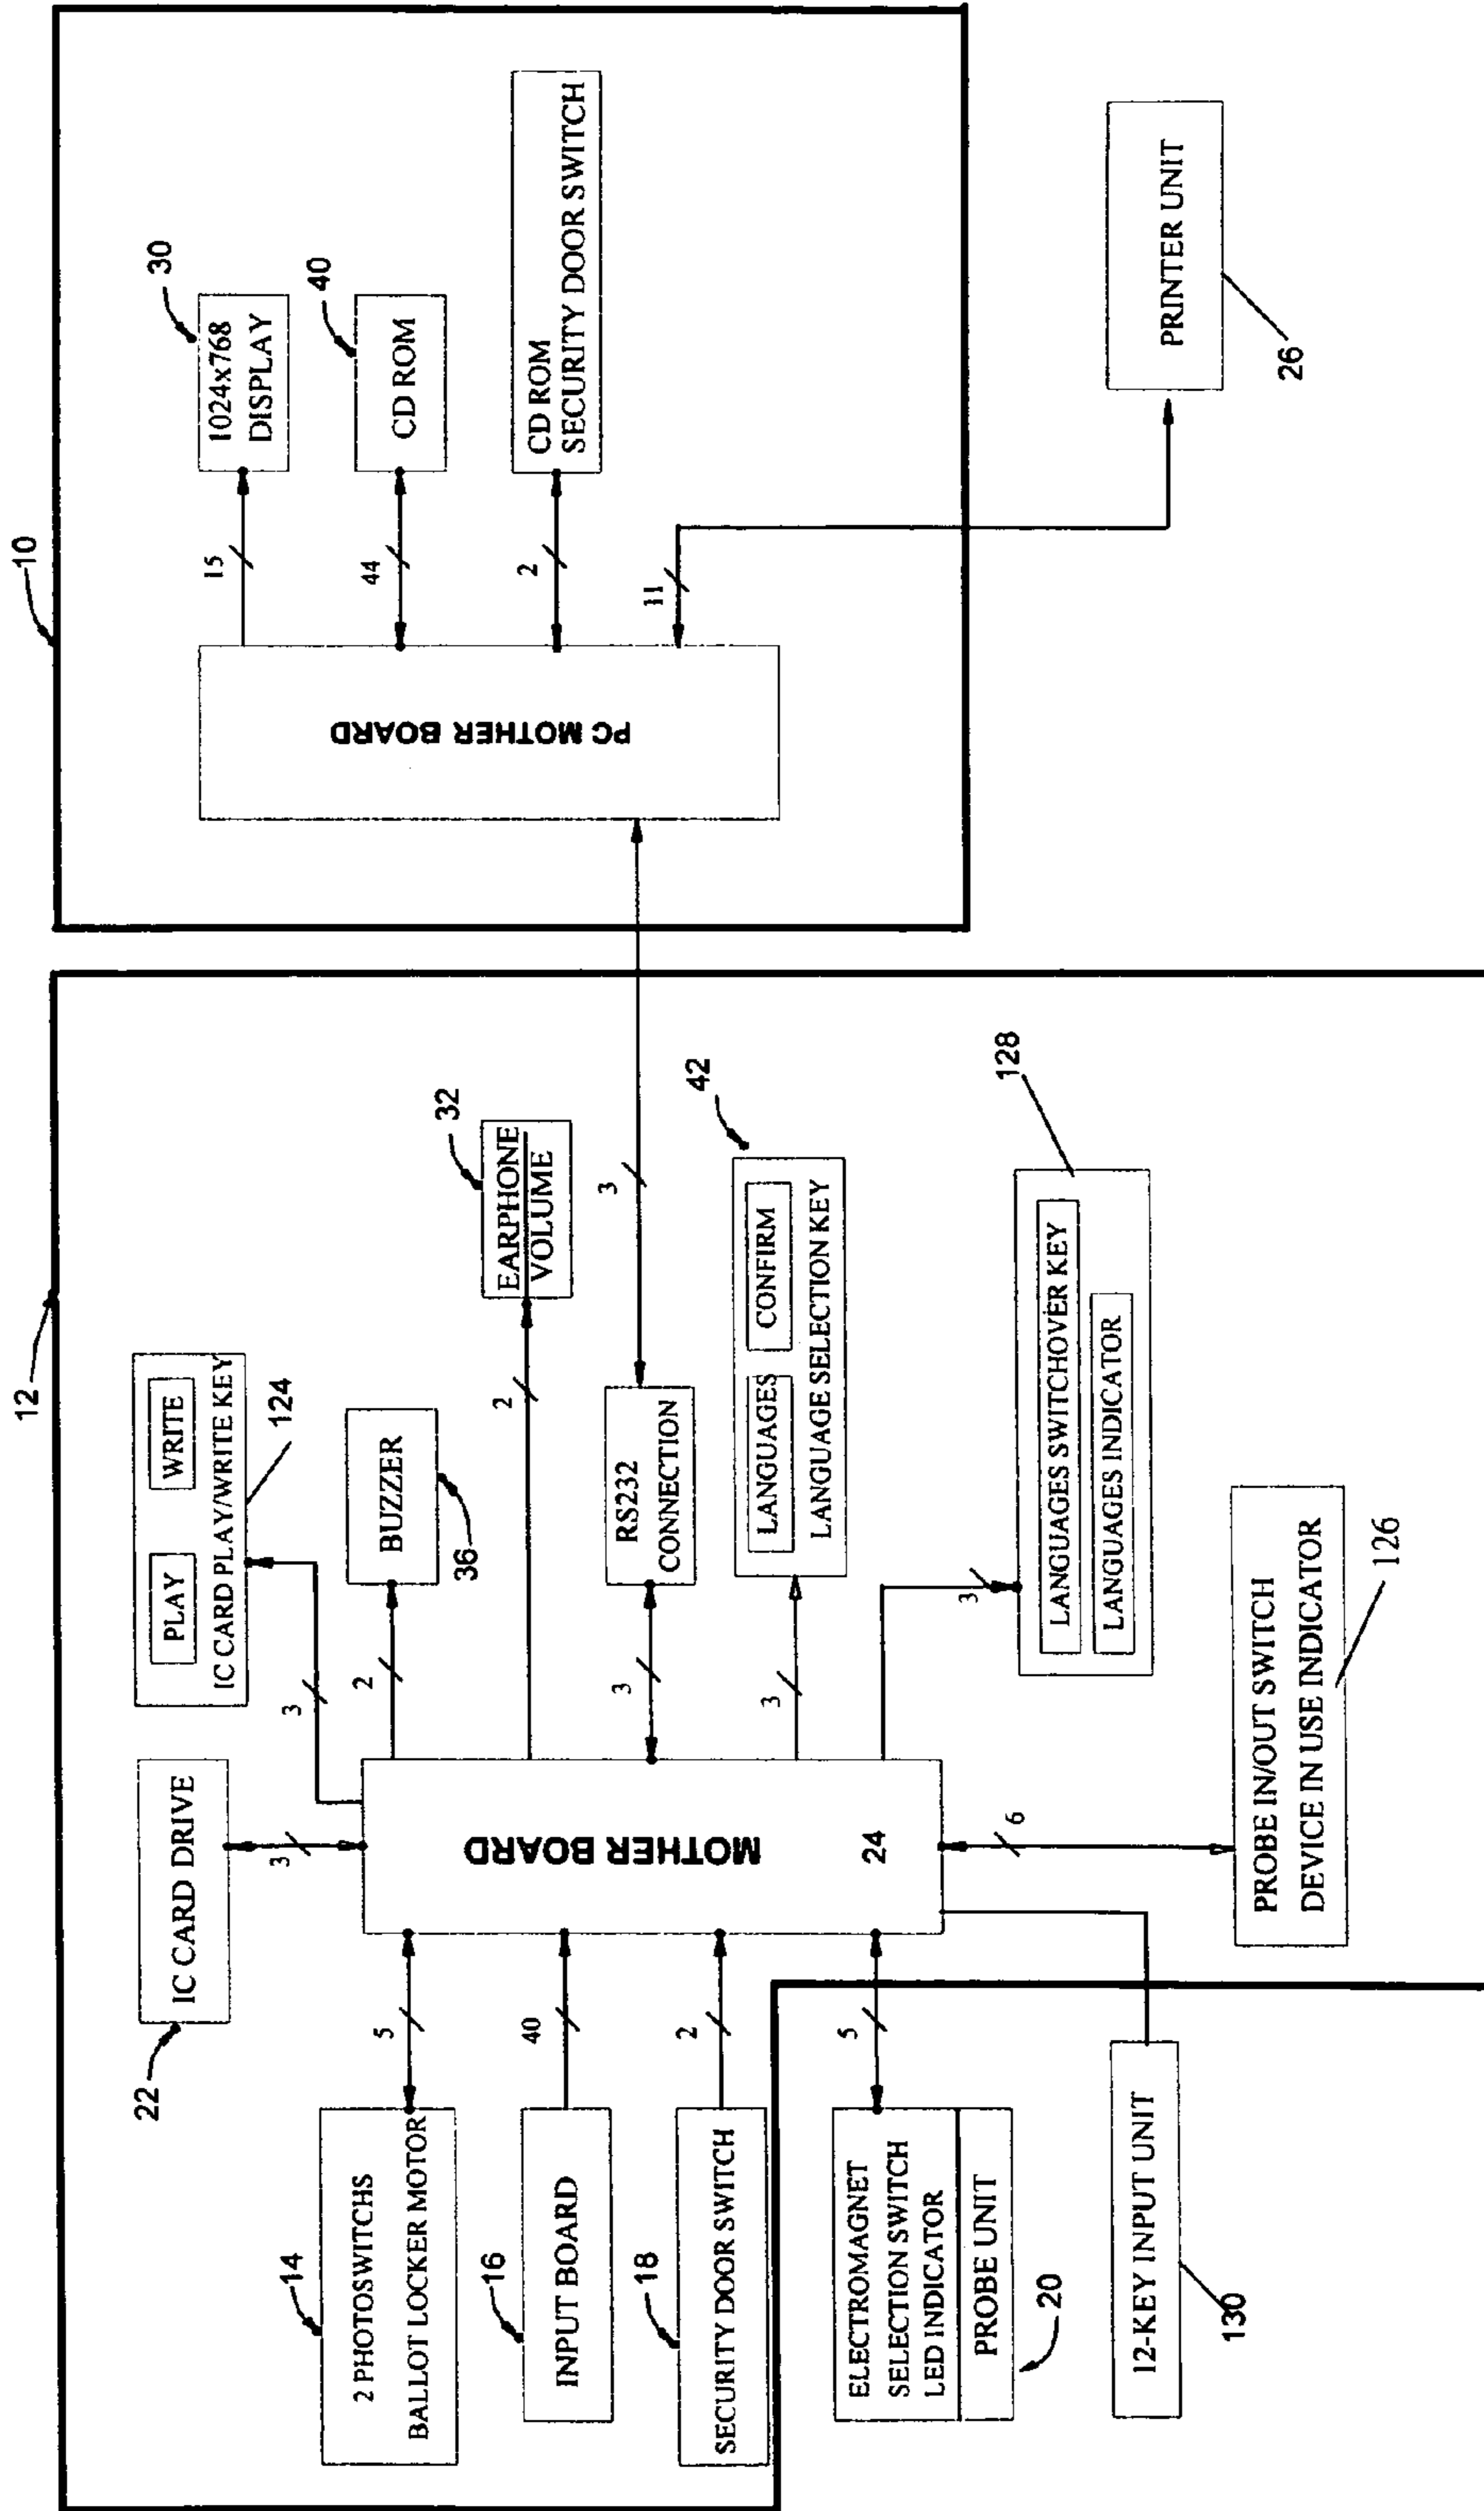 12
10
22
IC CARD DRIVE
3
PLAY
WRITE
IC CARD PLAY/WRITE KEY
124
3
14
2 PHOTOSWITCHS
BALLOT LOCKER MOTOR
5
16
INPUT BOARD
40
18
SECURITY DOOR SWITCH
2
ELECTROMAGNET
SELECTION SWITCH
LED INDICATOR
PROBE UNIT
20
5
12-KEY INPUT UNIT
130
MOTHER BOARD
24
2
BUZZER
36
2
EARPHONE
VOLUME
32
3
RS232
CONNECTION
3
3
LANGUAGES
CONFIRM
LANGUAGE SELECTION KEY
42
3
LANGUAGES SWITCHOVER KEY
LANGUAGES INDICATOR
128
6
PROBE IN/OUT SWITCH
DEVICE IN USE INDICATOR
126
PC MOTHER BOARD
15
1024x768
DISPLAY
30
44
CD ROM
40
2
CD ROM
SECURITY DOOR SWITCH
11
PRINTER UNIT
26